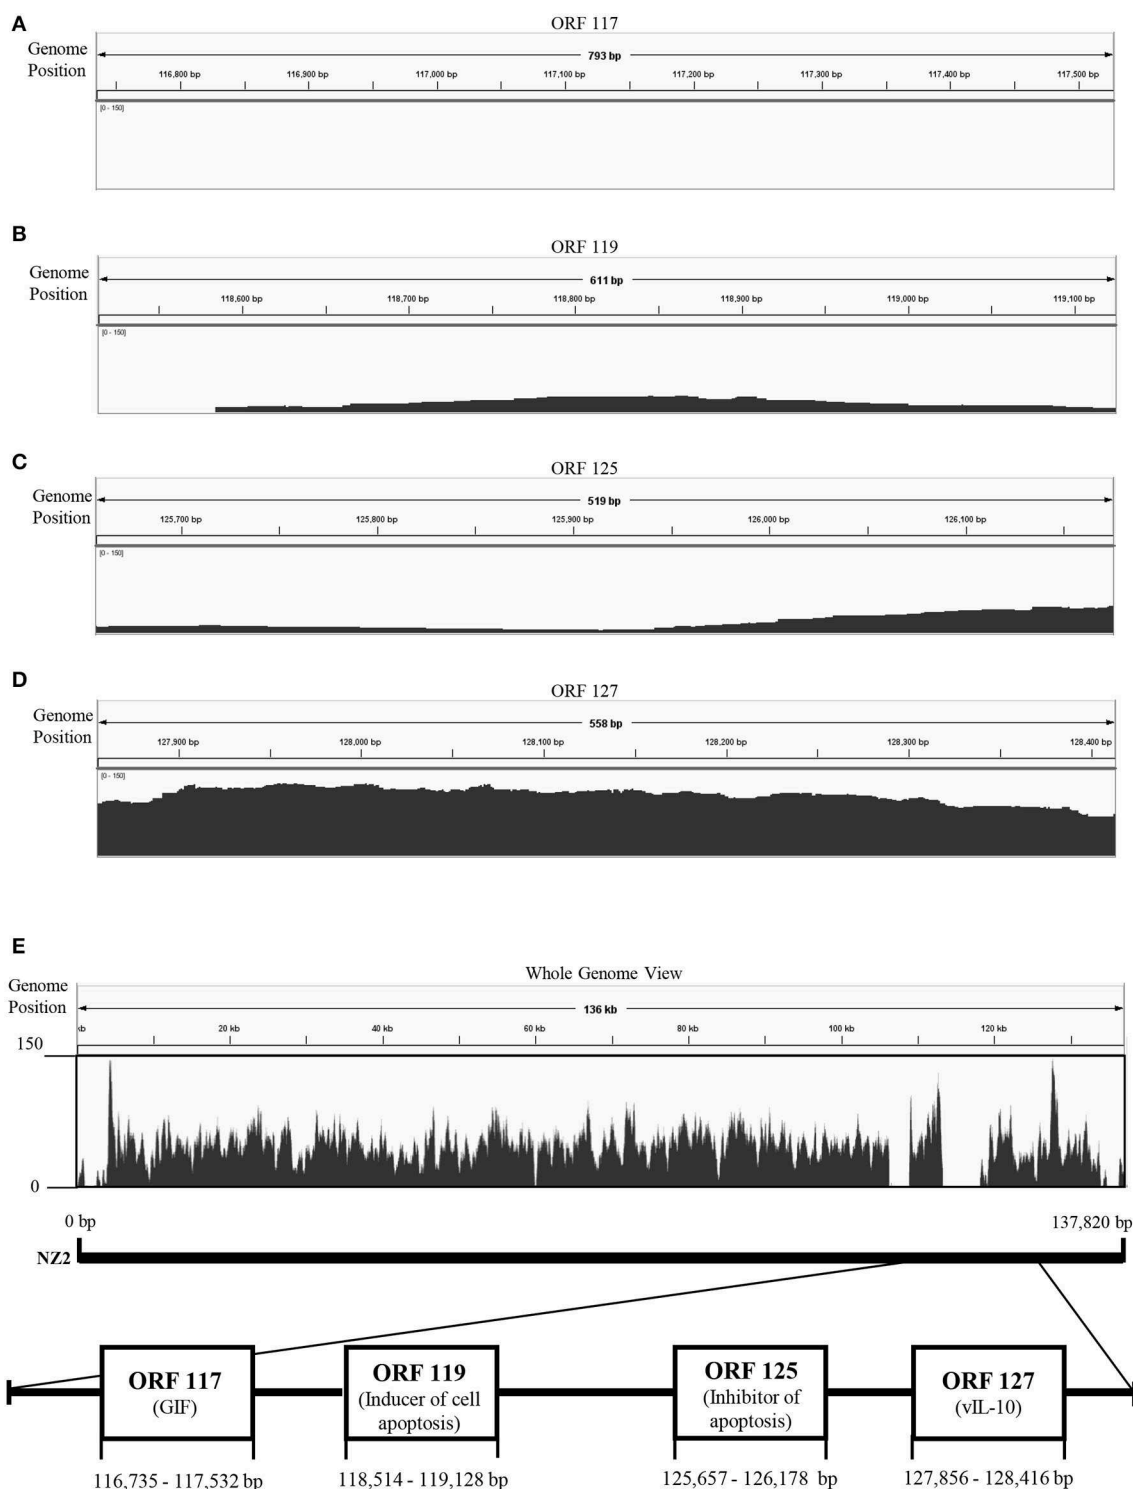 A
ORF 117
Genome
Position
793 bp
116,800 bp 116,900 bp 117,000 bp 117,100 bp 117,200 bp 117,300 bp 117,400 bp 117,500 bp
[0 - 150]
B
ORF 119
Genome
Position
611 bp
118,600 bp 118,700 bp 118,800 bp 118,900 bp 119,000 bp 119,100 bp
[0 - 150]
C
ORF 125
Genome
Position
519 bp
125,700 bp 125,800 bp 125,900 bp 126,000 bp 126,100 bp
[0 - 150]
D
ORF 127
Genome
Position
558 bp
127,900 bp 128,000 bp 128,100 bp 128,200 bp 128,300 bp 128,400 bp
[0 - 150]
E
Whole Genome View
Genome
Position
136 kb
kb 20 kb 40 kb 60 kb 80 kb 100 kb 120 kb
150
0
0 bp 137,820 bp
NZ2
ORF 117
(GIF)
116,735 - 117,532 bp
ORF 119
(Inducer of cell
apoptosis)
118,514 - 119,128 bp
ORF 125
(Inhibitor of
apoptosis)
125,657 - 126,178 bp
ORF 127
(vIL-10)
127,856 - 128,416 bp